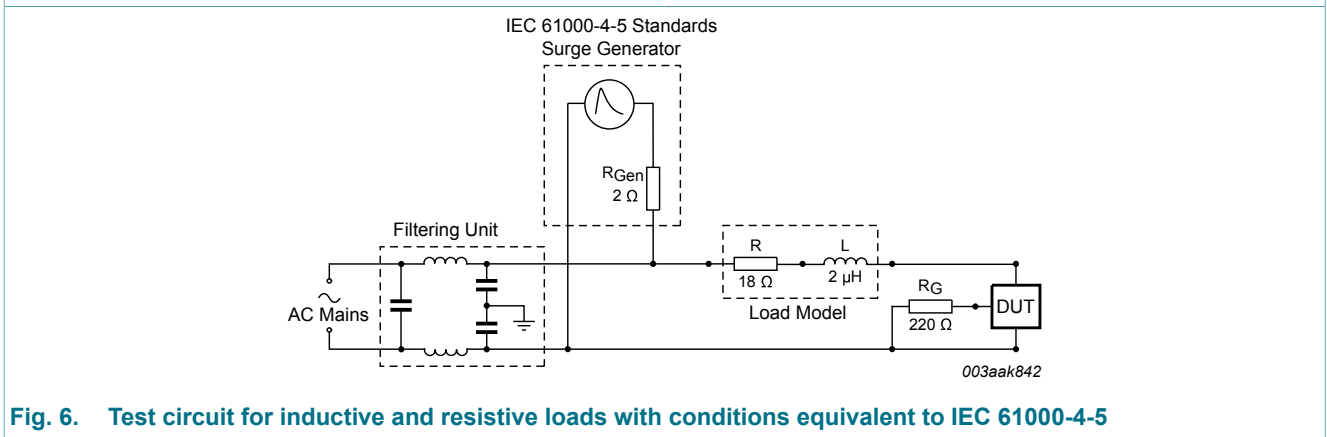 IEC 61000-4-5 Standards
Surge Generator
RGen
2 Ω
Filtering Unit
AC Mains
R
18 Ω
L
2 μH
Load Model
RG
220 Ω
DUT
003aak842
Fig. 6. Test circuit for inductive and resistive loads with conditions equivalent to IEC 61000-4-5